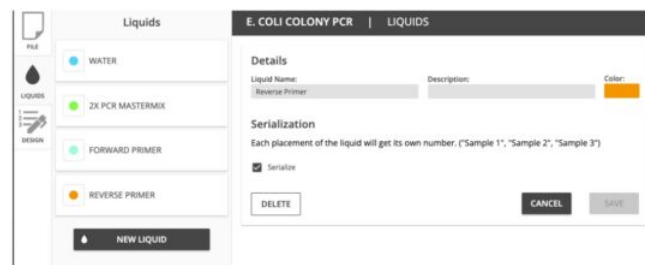 FILE
LIQUIDS
DESIGN
Liquids
WATER
2X PCR MASTERMIX
FORWARD PRIMER
REVERSE PRIMER
NEW LIQUID
E. COLI COLONY PCR | LIQUIDS
Details
Liquid Name: Description: Color:
Reverse Primer
Serialization
Each placement of the liquid will get its own number. ("Sample 1", "Sample 2", "Sample 3")
Serialize
DELETE CANCEL SAVE